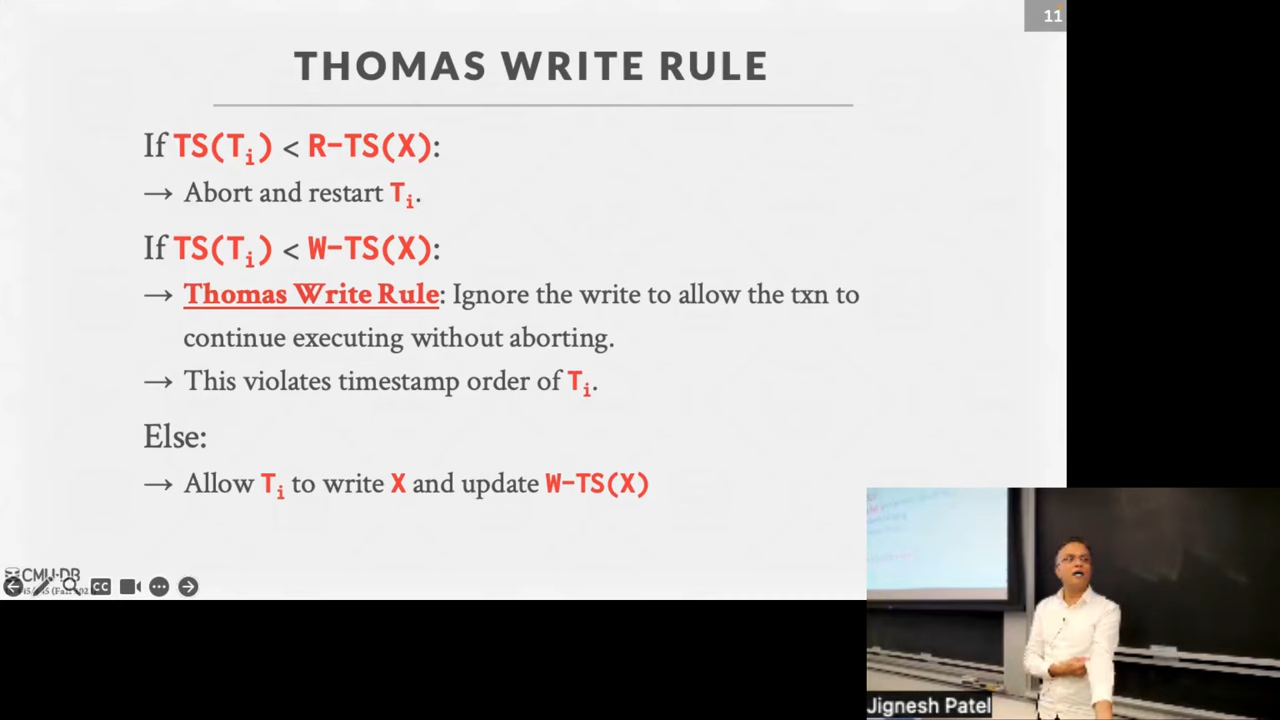 11
THOMAS WRITE RULE
If TS(Tᵢ) < R-TS(X):
→ Abort and restart Tᵢ.
If TS(Tᵢ) < W-TS(X):
→ Thomas Write Rule: Ignore the write to allow the txn to
continue executing without aborting.
→ This violates timestamp order of Tᵢ.
Else:
→ Allow Tᵢ to write X and update W-TS(X)
CMU·DB
CC
Jignesh Patel